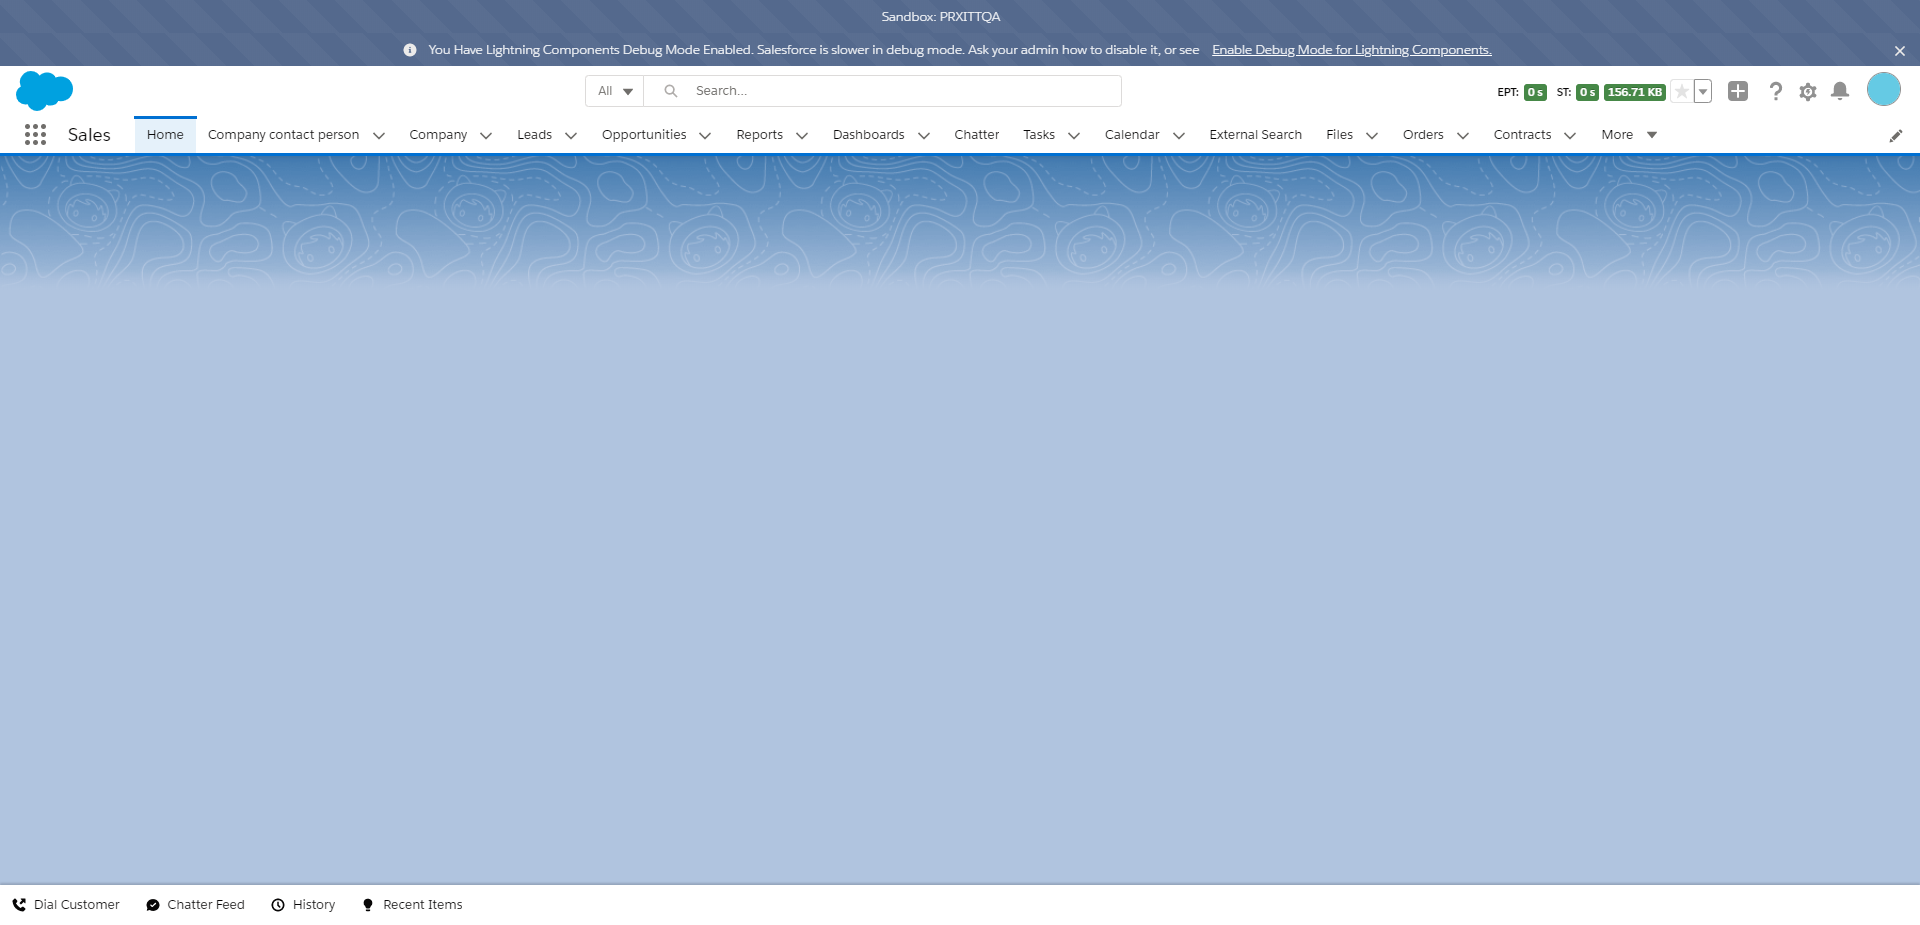 Sandbox: PRXITTQA
You Have Lightning Components Debug Mode Enabled. Salesforce is slower in debug mode. Ask your admin how to disable it, or see Enable Debug Mode for Lightning Components.
All Search... EPT: 0 s ST: 0 s 156.71 KB
Sales Home Company contact person Company Leads Opportunities Reports Dashboards Chatter Tasks Calendar External Search Files Orders Contracts More
Dial Customer Chatter Feed History Recent Items